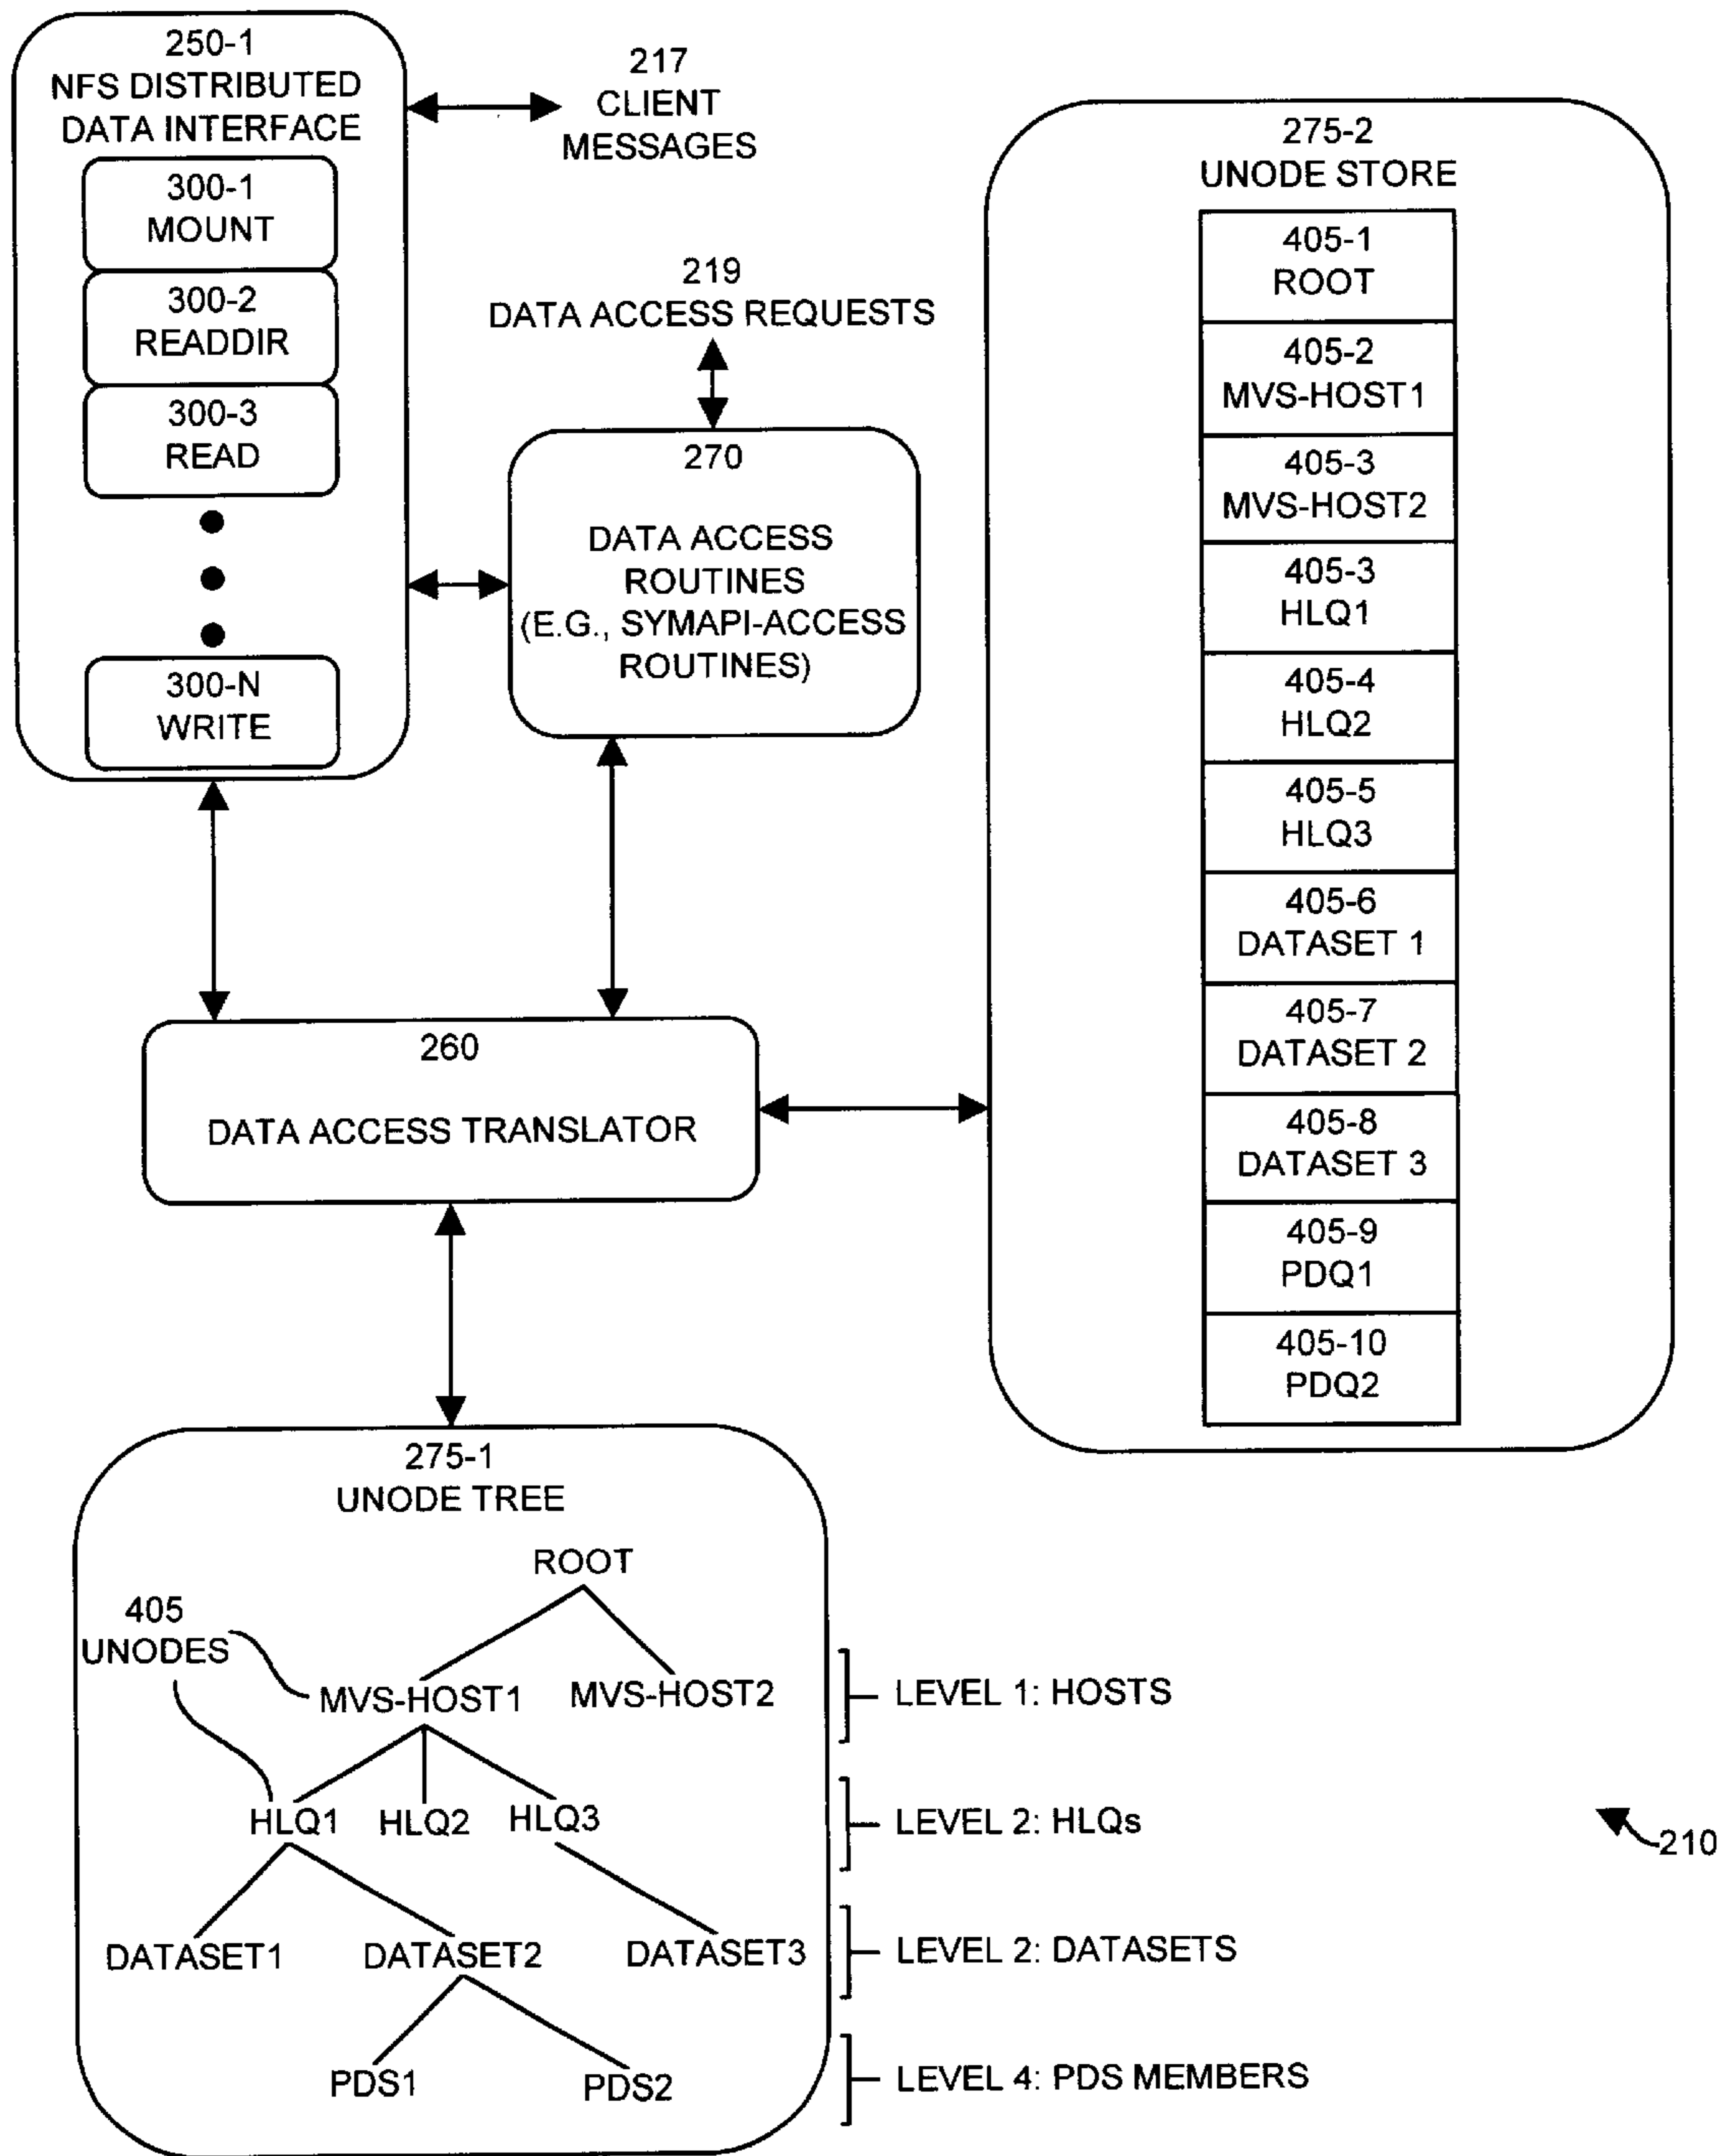 250-1
NFS DISTRIBUTED
DATA INTERFACE
300-1
MOUNT
300-2
READDIR
300-3
READ
300-N
WRITE
217
CLIENT
MESSAGES
219
DATA ACCESS REQUESTS
270
DATA ACCESS
ROUTINES
(E.G., SYMAPI-ACCESS
ROUTINES)
275-2
UNODE STORE
405-1
ROOT
405-2
MVS-HOST1
405-3
MVS-HOST2
405-3
HLQ1
405-4
HLQ2
405-5
HLQ3
405-6
DATASET 1
405-7
DATASET 2
405-8
DATASET 3
405-9
PDQ1
405-10
PDQ2
260
DATA ACCESS TRANSLATOR
275-1
UNODE TREE
ROOT
405
UNODES
MVS-HOST1 MVS-HOST2
LEVEL 1: HOSTS
HLQ1 HLQ2 HLQ3
LEVEL 2: HLQs
DATASET1 DATASET2 DATASET3
LEVEL 2: DATASETS
PDS1 PDS2
LEVEL 4: PDS MEMBERS
210